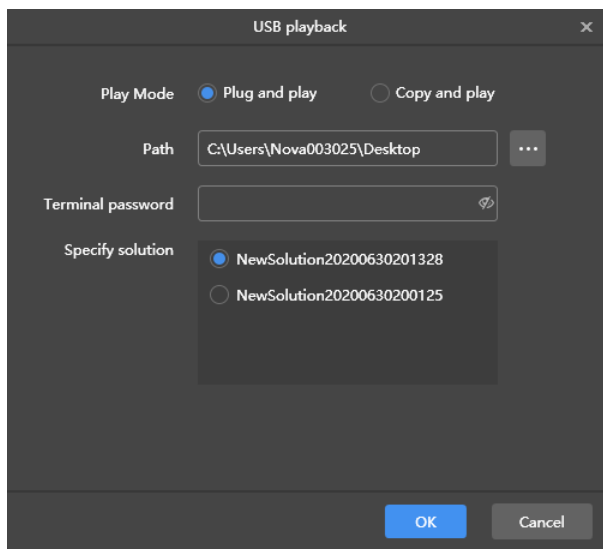 USB playback
Play Mode Plug and play Copy and play
Path C:\Users\Nova003025\Desktop ...
Terminal password
Specify solution NewSolution20200630201328
NewSolution20200630200125
OK Cancel